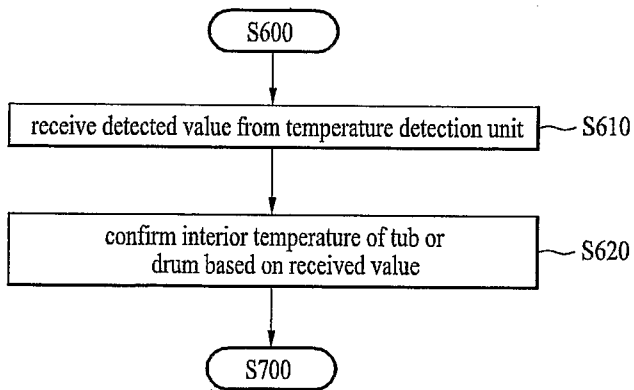 S600
receive detected value from temperature detection unit
S610
confirm interior temperature of tub or
drum based on received value
S620
S700